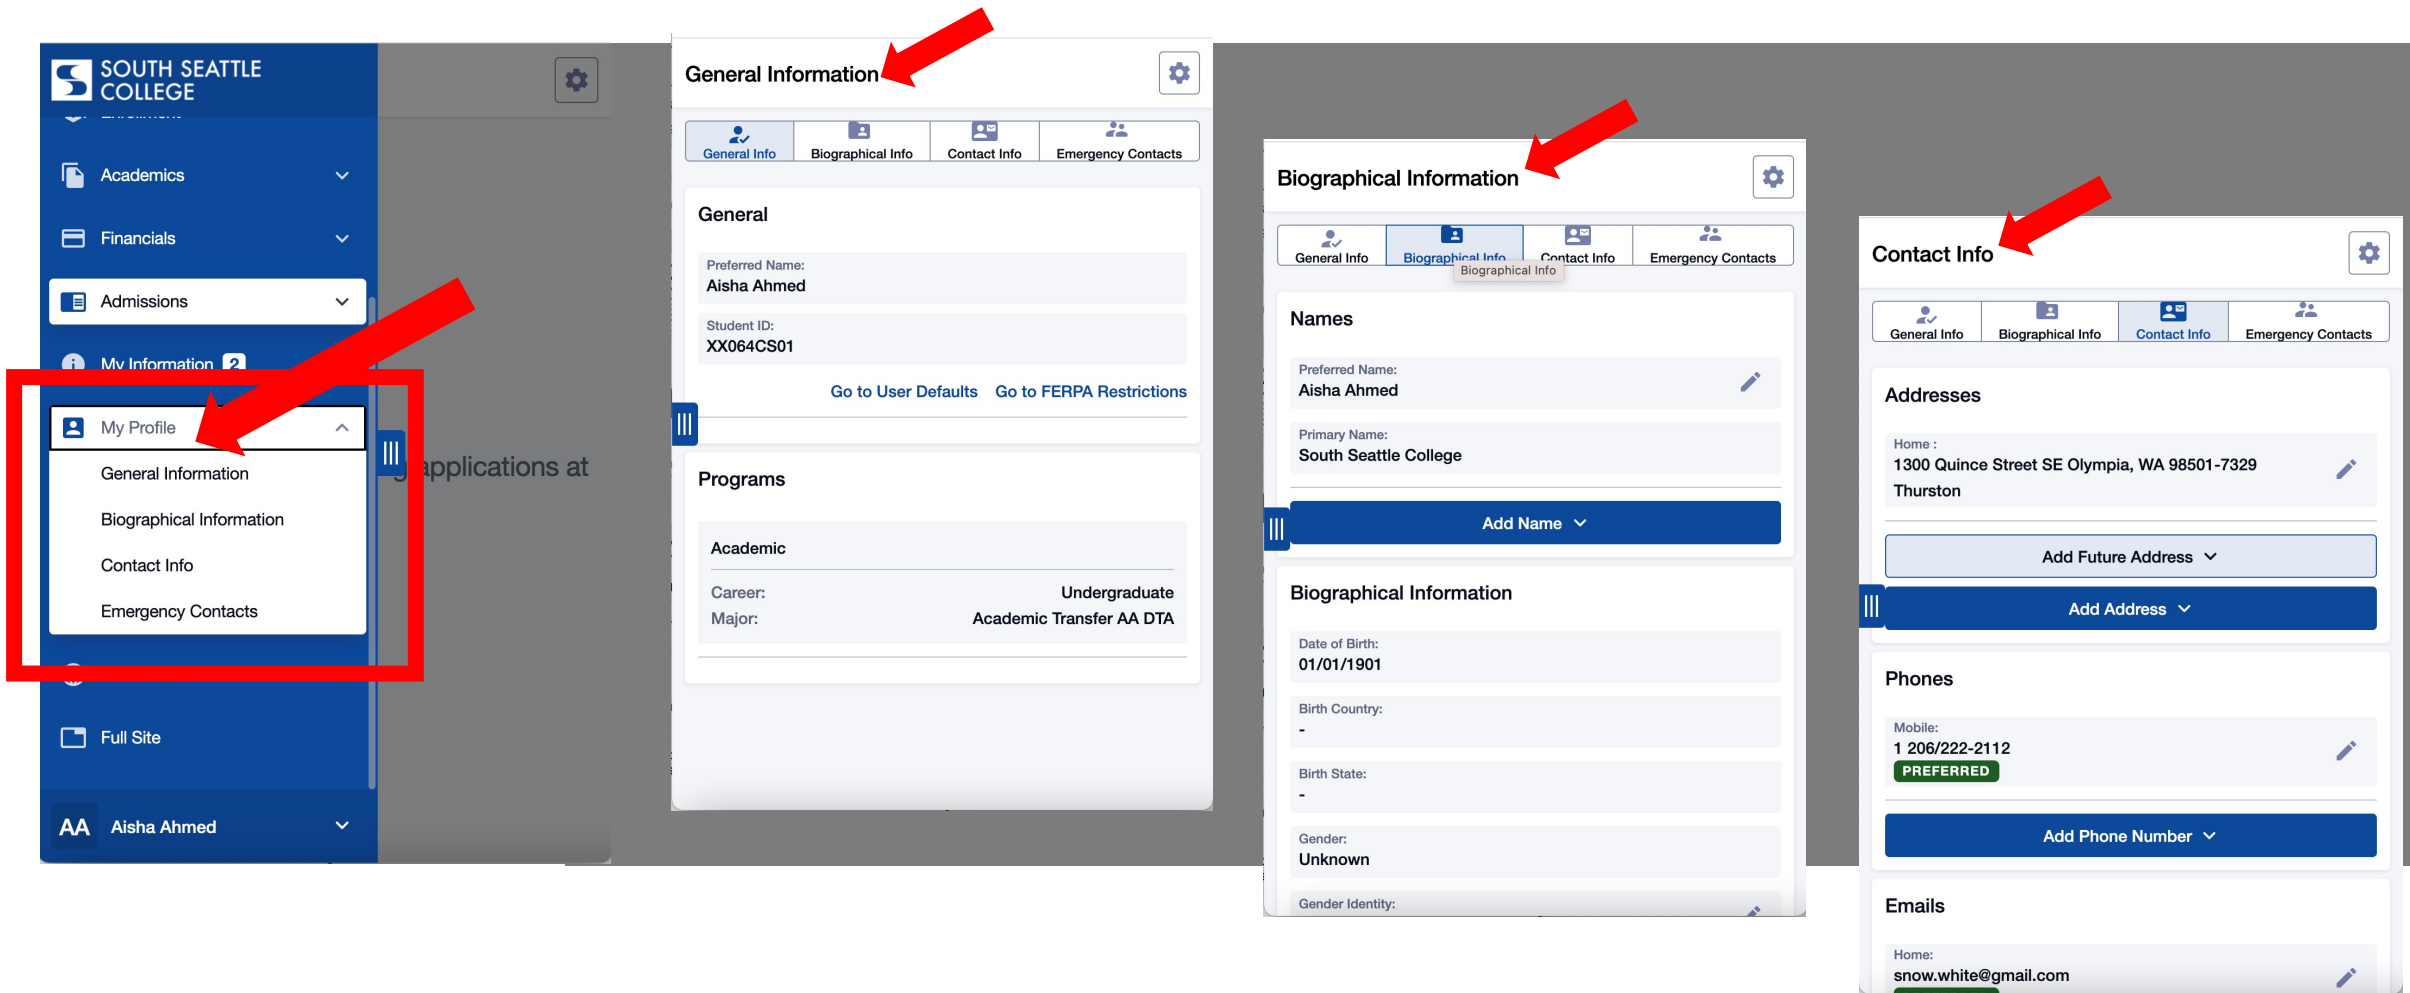 SOUTH SEATTLE
COLLEGE
Enrollment
Academics
Financials
Admissions
My Information 2
My Profile
General Information
Biographical Information
Contact Info
Emergency Contacts
Full Site
AA Aisha Ahmed
applications at
General Information
General Info
Biographical Info
Contact Info
Emergency Contacts
General
Preferred Name:
Aisha Ahmed
Student ID:
XX064CS01
Go to User Defaults Go to FERPA Restrictions
Programs
Academic
Career: Undergraduate
Major: Academic Transfer AA DTA
Biographical Information
General Info
Biographical Info
Contact Info
Emergency Contacts
Biographical Info
Names
Preferred Name:
Aisha Ahmed
Primary Name:
South Seattle College
Add Name
Biographical Information
Date of Birth:
01/01/1901
Birth Country:
-
Birth State:
-
Gender:
Unknown
Gender Identity:
Contact Info
General Info
Biographical Info
Contact Info
Emergency Contacts
Addresses
Home :
1300 Quince Street SE Olympia, WA 98501-7329
Thurston
Add Future Address
Add Address
Phones
Mobile:
1 206/222-2112
PREFERRED
Add Phone Number
Emails
Home:
snow.white@gmail.com